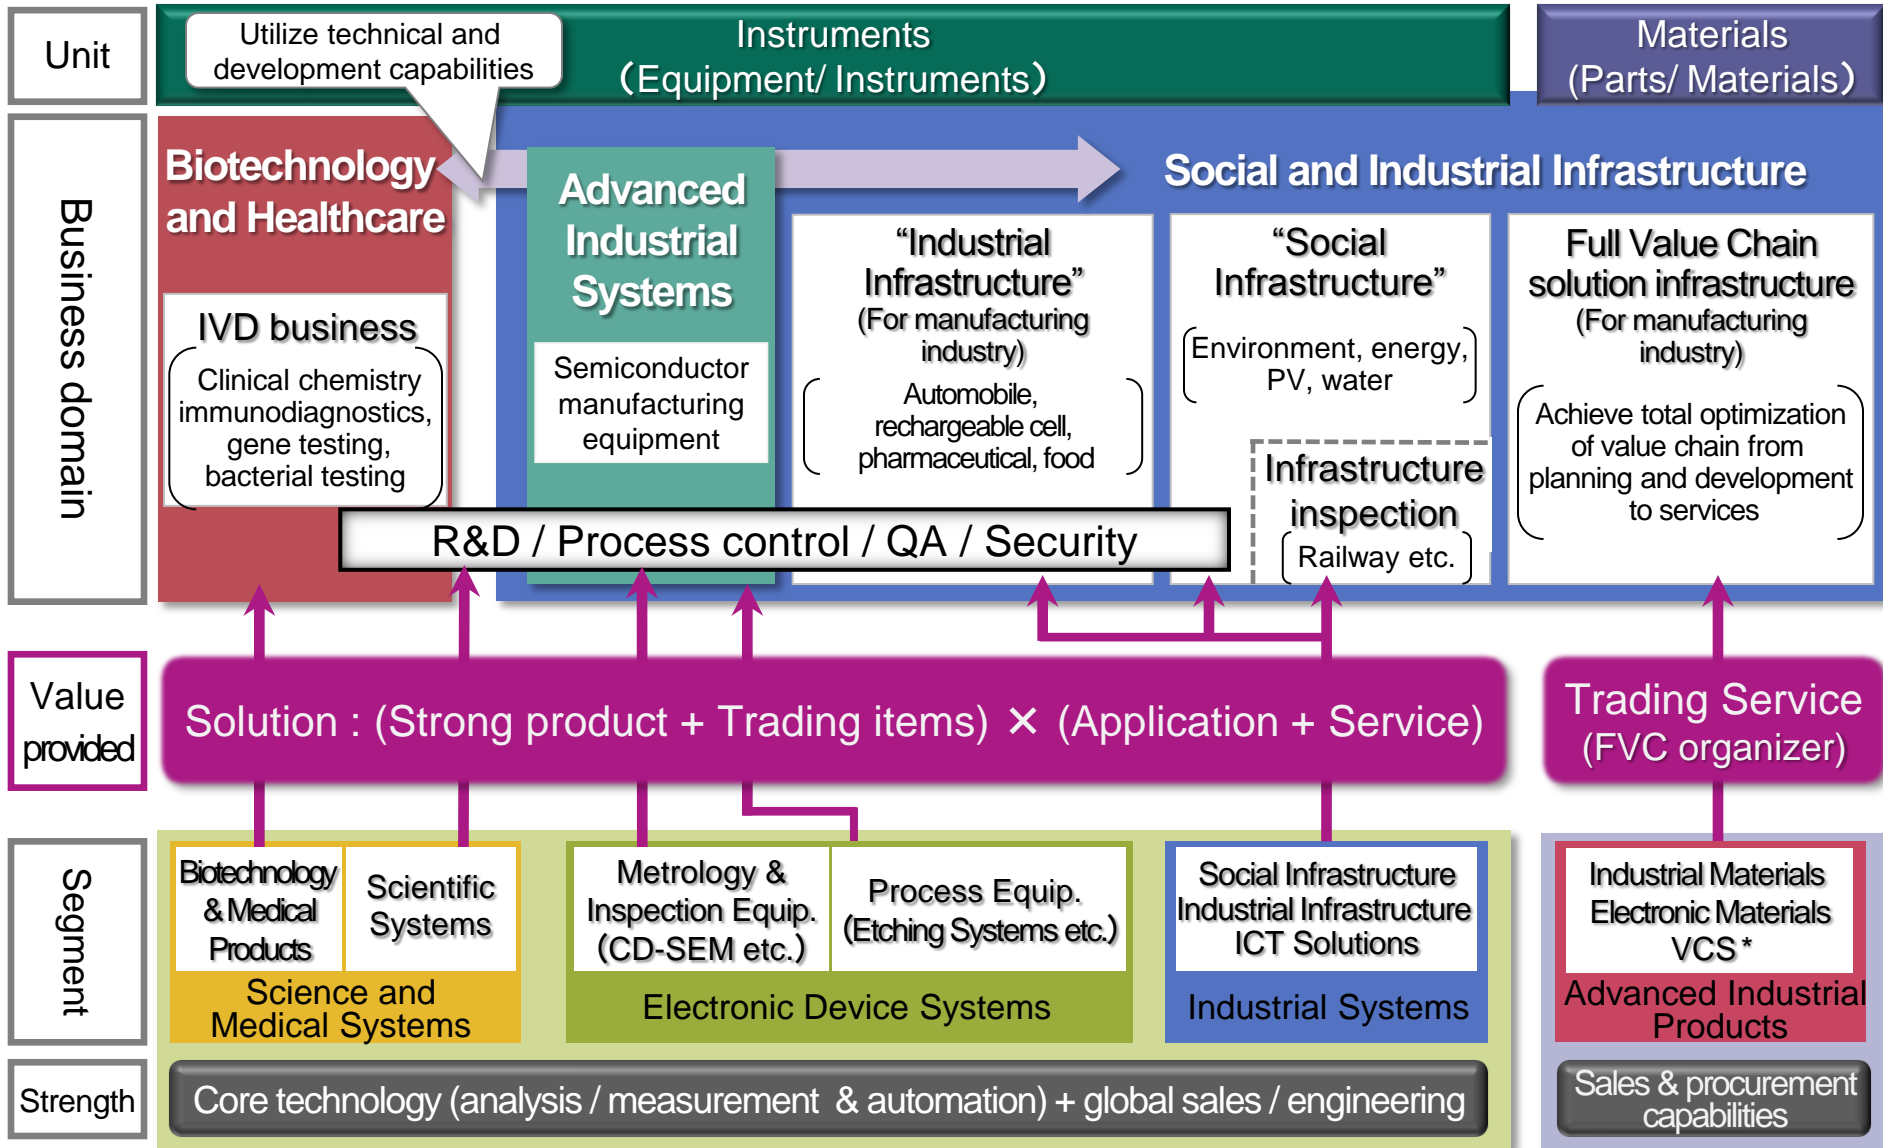 Unit
Utilize technical and
development capabilities
Instruments
(Equipment/ Instruments)
Materials
(Parts/ Materials)
Business domain
Biotechnology
and Healthcare
IVD business
Clinical chemistry
immunodiagnostics,
gene testing,
bacterial testing
Advanced
Industrial
Systems
Semiconductor
manufacturing
equipment
Social and Industrial Infrastructure
“Industrial
Infrastructure”
(For manufacturing
industry)
Automobile,
rechargeable cell,
pharmaceutical, food
“Social
Infrastructure”
Environment, energy,
PV, water
Infrastructure
inspection
Railway etc.
Full Value Chain
solution infrastructure
(For manufacturing
industry)
Achieve total optimization
of value chain from
planning and development
to services
R&D / Process control / QA / Security
Value
provided
Solution : (Strong product + Trading items) × (Application + Service)
Trading Service
(FVC organizer)
Segment
Biotechnology
& Medical
Products
Scientific
Systems
Science and
Medical Systems
Metrology &
Inspection Equip.
(CD-SEM etc.)
Process Equip.
(Etching Systems etc.)
Electronic Device Systems
Social Infrastructure
Industrial Infrastructure
ICT Solutions
Industrial Systems
Industrial Materials
Electronic Materials
VCS *
Advanced Industrial
Products
Strength
Core technology (analysis / measurement & automation) + global sales / engineering
Sales & procurement
capabilities